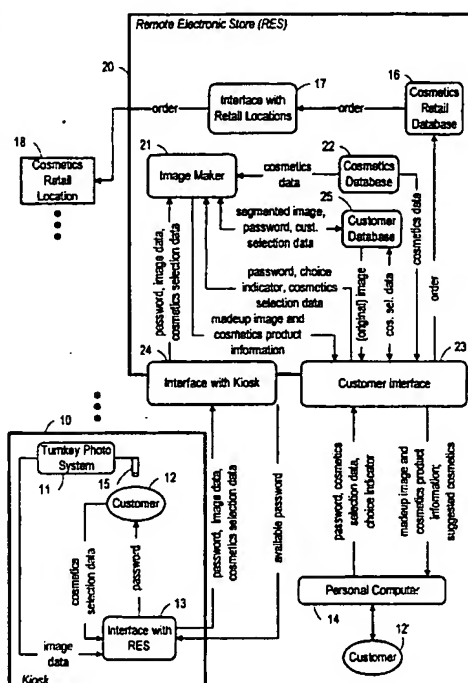 Remote Electronic Store (RES)
20
17
16
order
Interface with
Retail Locations
order
Cosmetics
Retail
Database
18
Cosmetics
Retail
Location
21
Image Maker
cosmetics
data
22
Cosmetics
Database
25
Customer
Database
segmented image,
password, cust.
selection data
password, image data,
cosmetics selection data
password, choice
indicator, cosmetics
selection data
madeup image and
cosmetics product
information
(original) image
cos. sel. data
cosmetics data
order
24
Interface with Kiosk
23
Customer Interface
10
Turnkey Photo
System
11
15
12
Customer
cosmetics
selection data
password
13
Interface with
RES
image
data
Kiosk
password, image data,
cosmetics selection data
available password
password, cosmetics
selection data,
choice indicator
madeup image and
cosmetics product
information;
suggested cosmetics
Personal Computer
14
Customer
12'